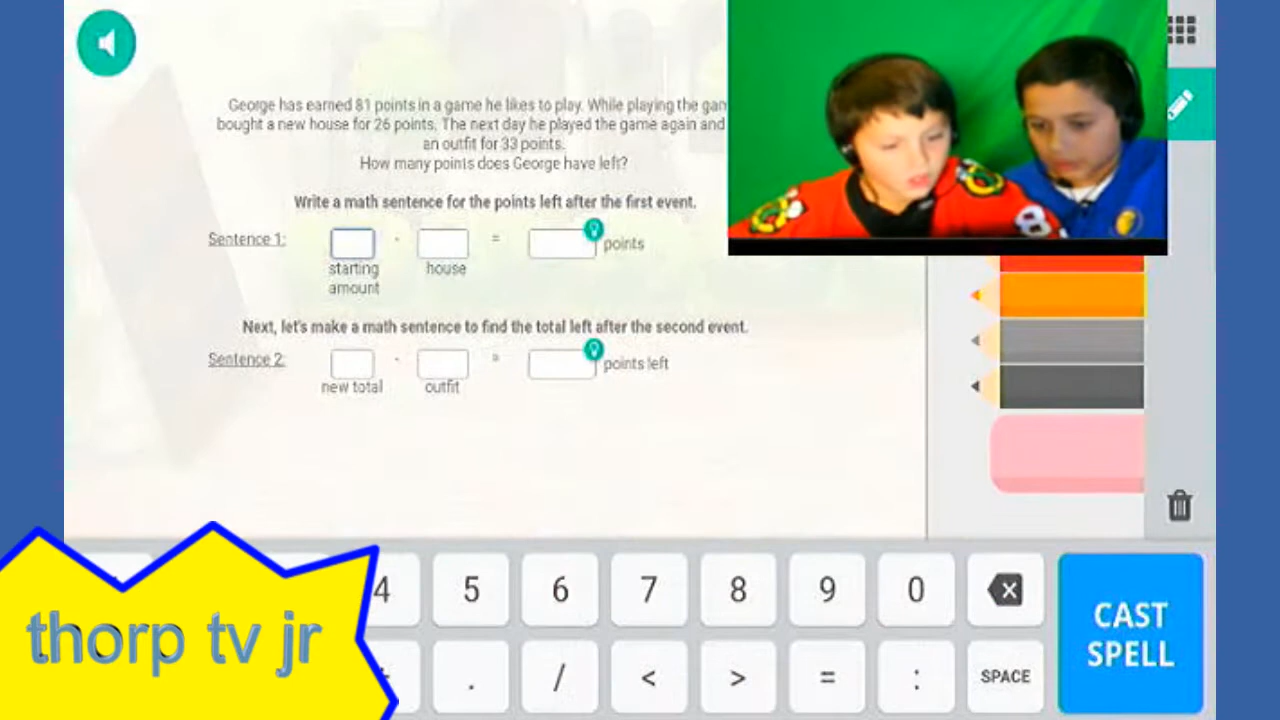 George has earned 81 points in a game he likes to play. While playing the
bought a new house for 26 points. The next day he played the game again and
an outfit for 33 points.
How many points does George have left?
Write a math sentence for the points left after the first event.
Sentence 1: - = points
starting house
amount
Next, let's make a math sentence to find the total left after the second event.
Sentence 2: - = points left
new total outfit
4 5 6 7 8 9 0
CAST
SPELL
. / < > = : SPACE
thorp tv jr
8